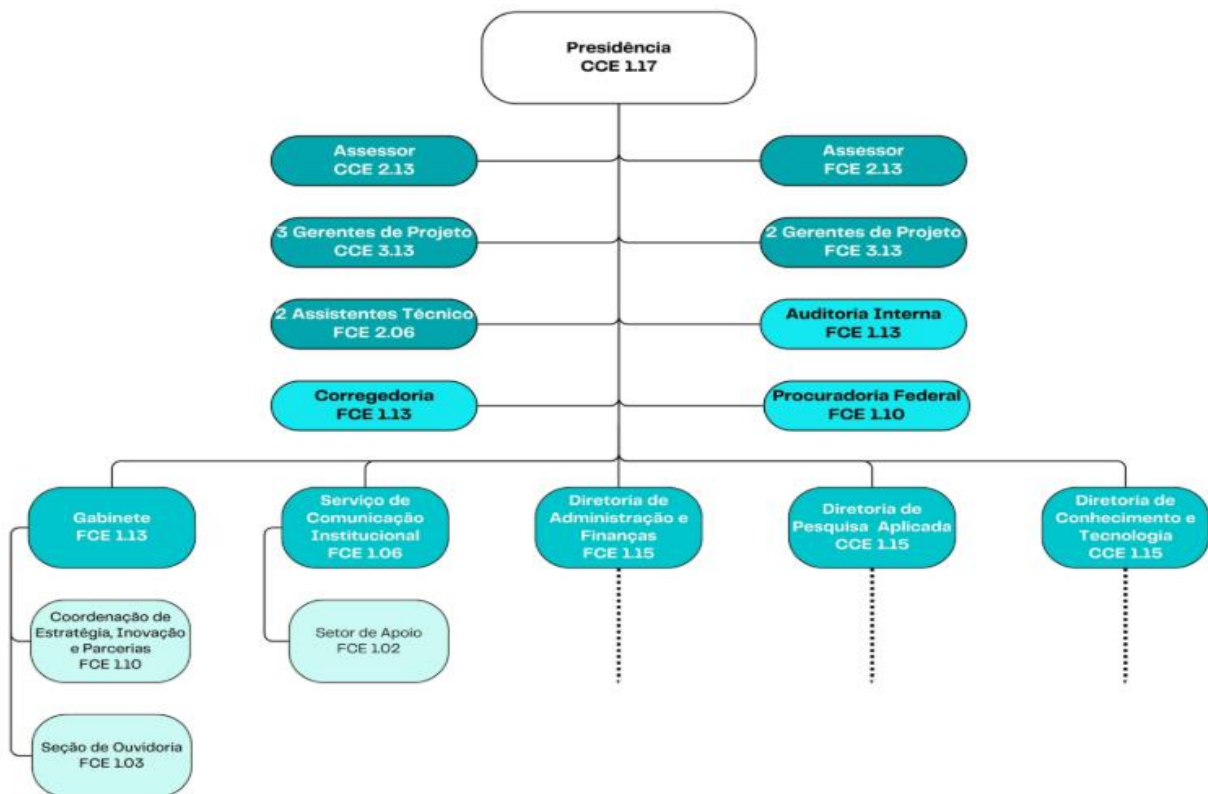 Presidência
CCE 1.17
Assessor
CCE 2.13
Assessor
FCE 2.13
3 Gerentes de Projeto
CCE 3.13
2 Gerentes de Projeto
FCE 3.13
2 Assistentes Técnico
FCE 2.06
Auditoria Interna
FCE 1.13
Corregedoria
FCE 1.13
Procuradoria Federal
FCE 1.10
Gabinete
FCE 1.13
Serviço de
Comunicação
Institucional
FCE 1.06
Diretoria de
Administração e
Finanças
FCE 1.15
Diretoria de
Pesquisa Aplicada
CCE 1.15
Diretoria de
Conhecimento e
Tecnologia
CCE 1.15
Coordenação de
Estratégia, Inovação
e Parcerias
FCE 1.10
Setor de Apoio
FCE 1.02
Seção de Ouvidoria
FCE 1.03